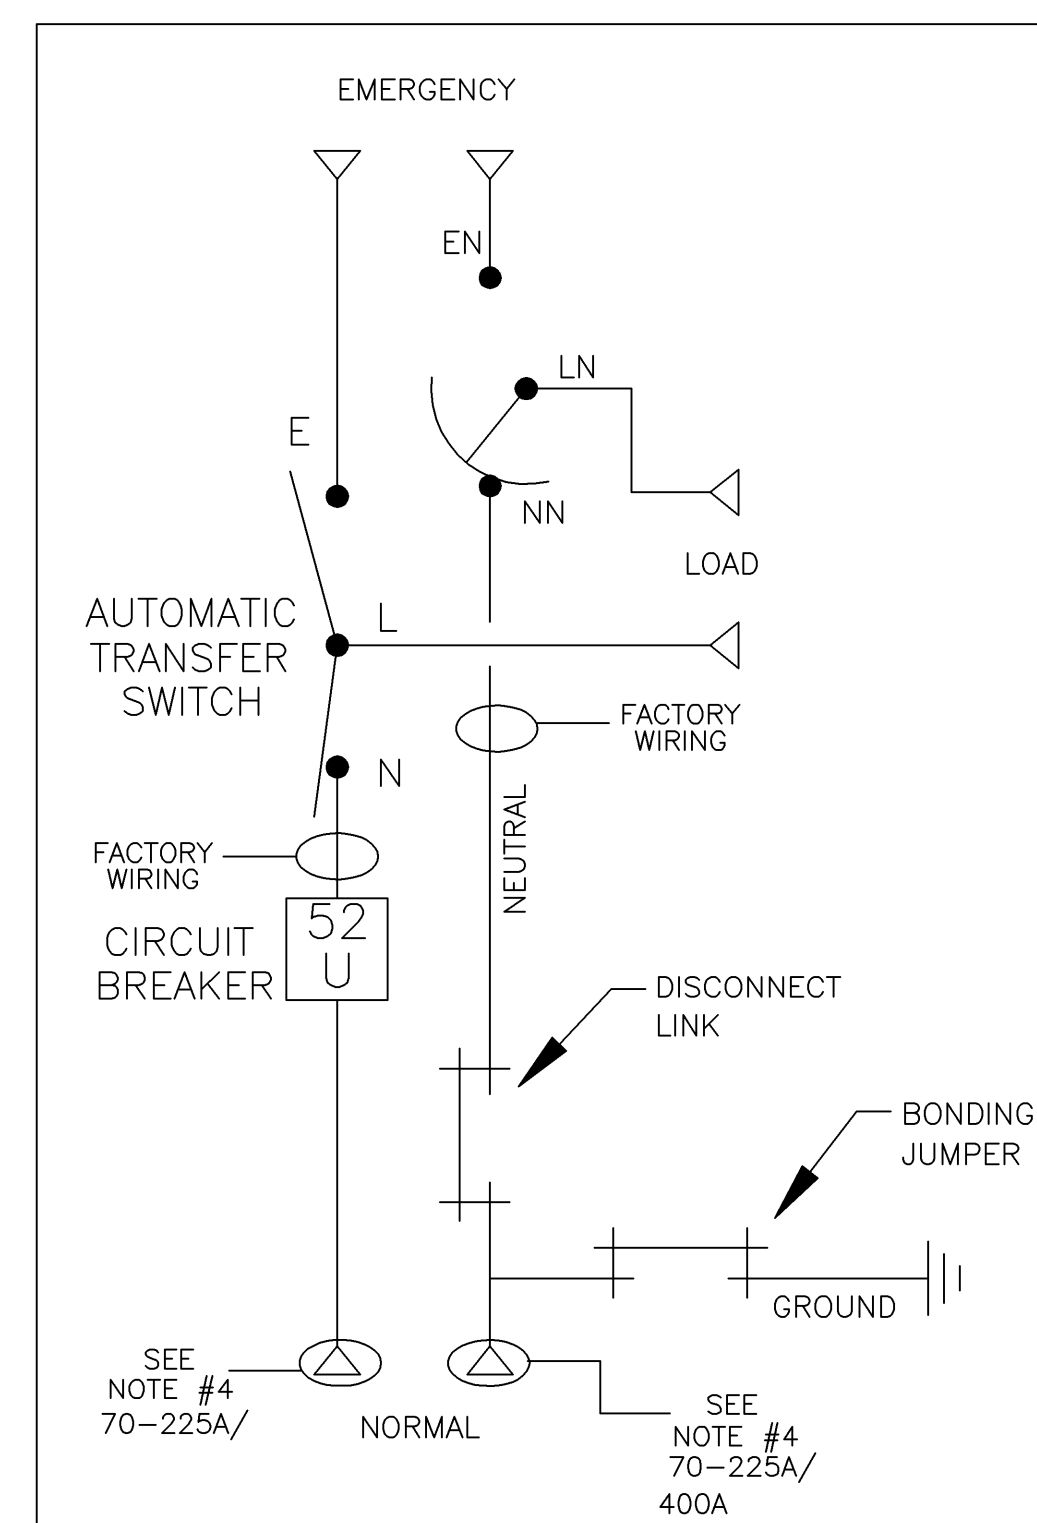 EMERGENCY
EN
LN
E
NN
LOAD
L
AUTOMATIC
TRANSFER
SWITCH
FACTORY
WIRING
N
NEUTRAL
FACTORY
WIRING
52
U
CIRCUIT
BREAKER
DISCONNECT
LINK
BONDING
JUMPER
GROUND
SEE
NOTE #4
70-225A/
NORMAL
SEE
NOTE #4
70-225A/
400A